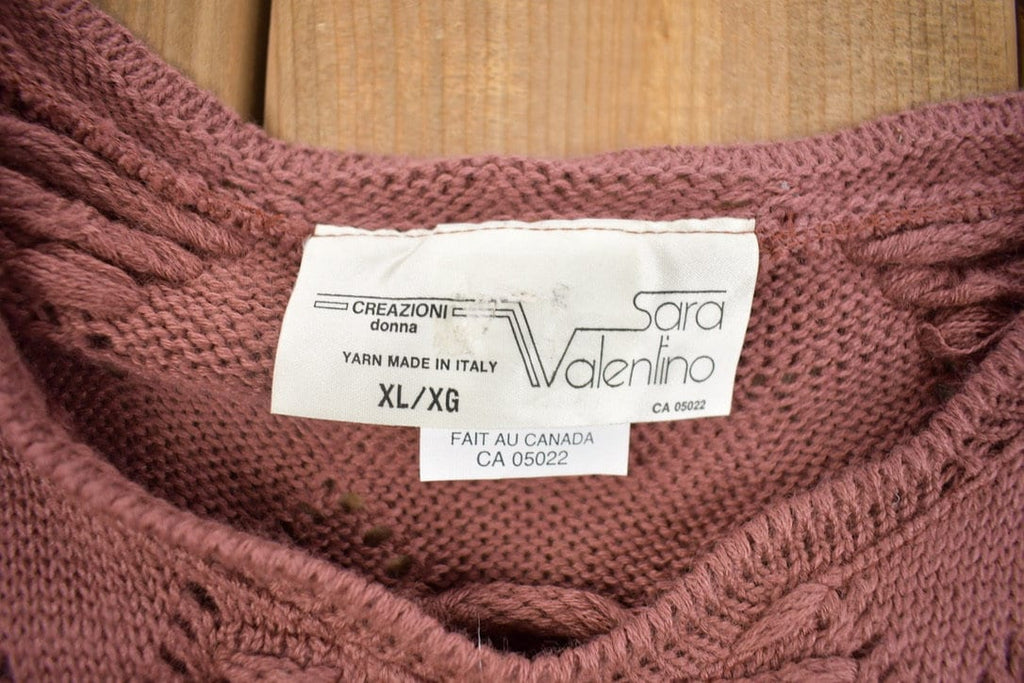 CREAZIONI
donna
Sara
Valentino
YARN MADE IN ITALY
XL/XG
CA 05022
FAIT AU CANADA
CA 05022